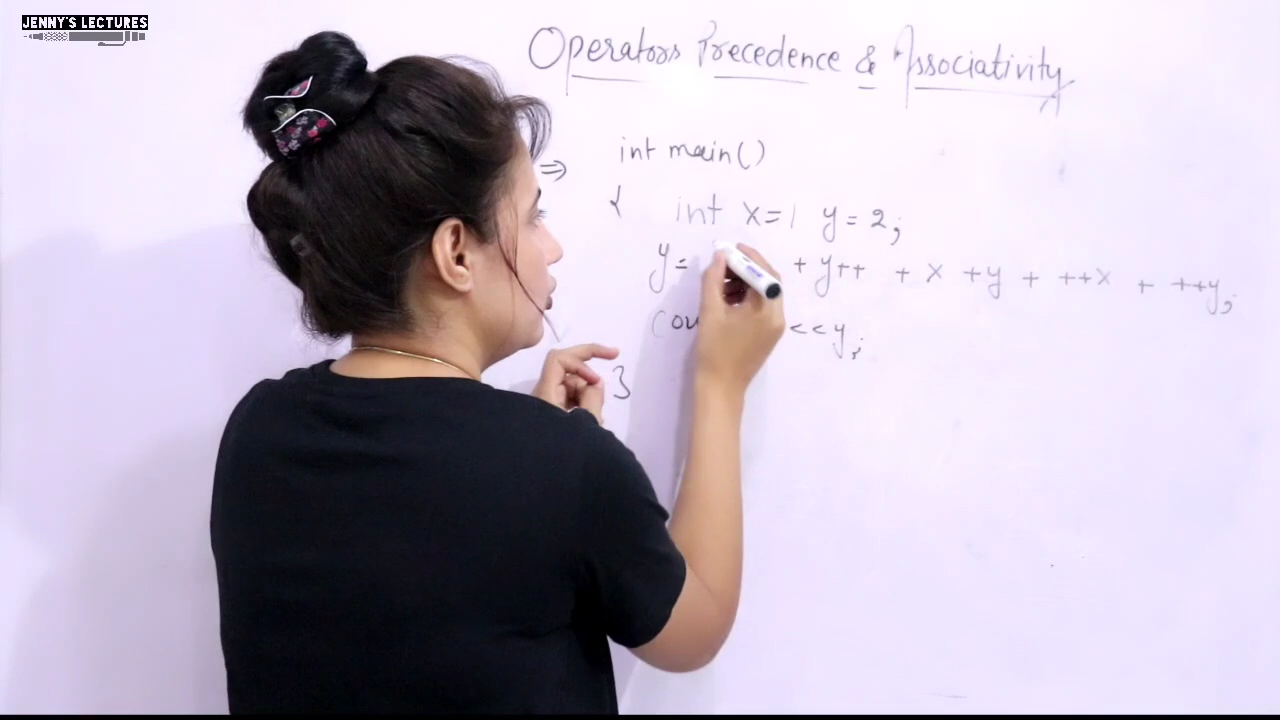 JENNY'S LECTURES
Operators Precedence & Associativity
⇒ int main()
{ int x=1 y=2;
y= + y++ + x +y + ++x + ++y;
<<y;
}